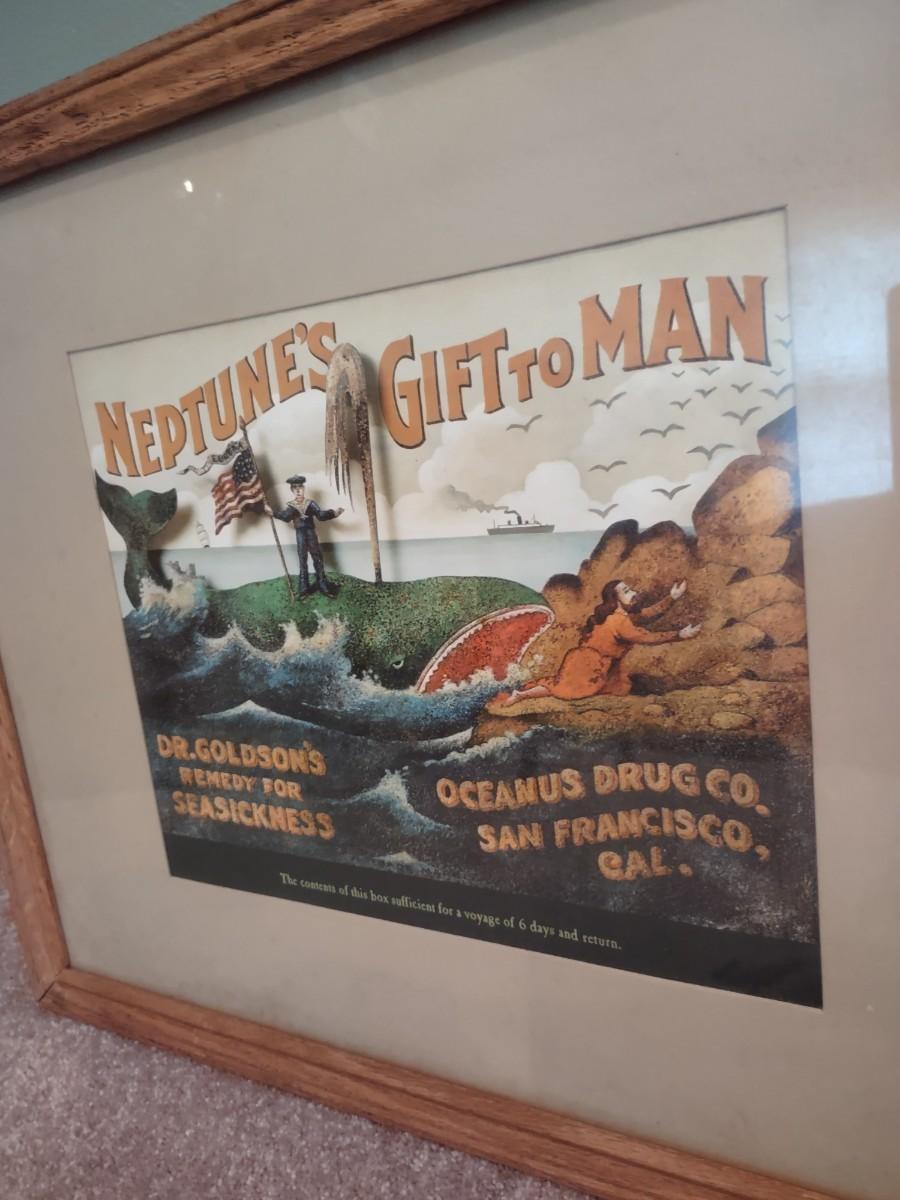 NEPTUNE'S GIFT TO MAN
DR. GOLDSON'S
REMEDY FOR
SEASICKNESS
OCEANUS DRUG CO.
SAN FRANCISCO,
CAL.
The contents of this box sufficient for a voyage of 6 days and return.